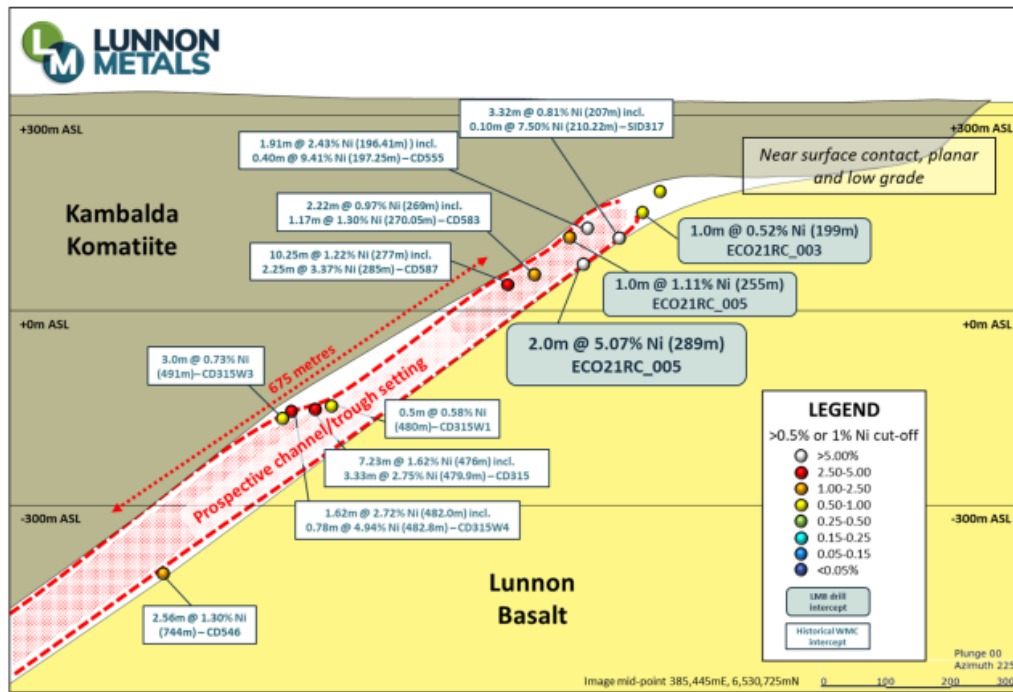 LM LUNNON
METALS
+300m ASL
+300m ASL
3.32m @ 0.81% Ni (207m) incl.
0.10m @ 7.50% Ni (210.22m) – SID317
1.91m @ 2.43% Ni (196.41m) ) incl.
0.40m @ 9.41% Ni (197.25m) – CD555
Near surface contact, planar
and low grade
Kambalda
Komatiite
2.22m @ 0.97% Ni (269m) incl.
1.17m @ 1.30% Ni (270.05m) – CD583
1.0m @ 0.52% Ni (199m)
ECO21RC_003
10.25m @ 1.22% Ni (277m) incl.
2.25m @ 3.37% Ni (285m) – CD587
1.0m @ 1.11% Ni (255m)
ECO21RC_005
+0m ASL
+0m ASL
2.0m @ 5.07% Ni (289m)
ECO21RC_005
675 metres
3.0m @ 0.73% Ni
(491m)– CD315W3
Prospective channel/trough setting
0.5m @ 0.58% Ni
(480m)– CD315W1
7.23m @ 1.62% Ni (476m) incl.
3.33m @ 2.75% Ni (479.9m) – CD315
-300m ASL
-300m ASL
1.62m @ 2.72% Ni (482.0m) incl.
0.78m @ 4.94% Ni (482.8m) – CD315W4
Lunnon
Basalt
2.56m @ 1.30% Ni
(744m) – CD546
LEGEND
>0.5% or 1% Ni cut-off
>5.00%
2.50-5.00
1.00-2.50
0.50-1.00
0.25-0.50
0.15-0.25
0.05-0.15
<0.05%
LM8 drill
intercept
Historical WMC
intercept
Plunge 00
Azimuth 225
Image mid-point 385,445mE, 6,530,725mN
0 100 200 300